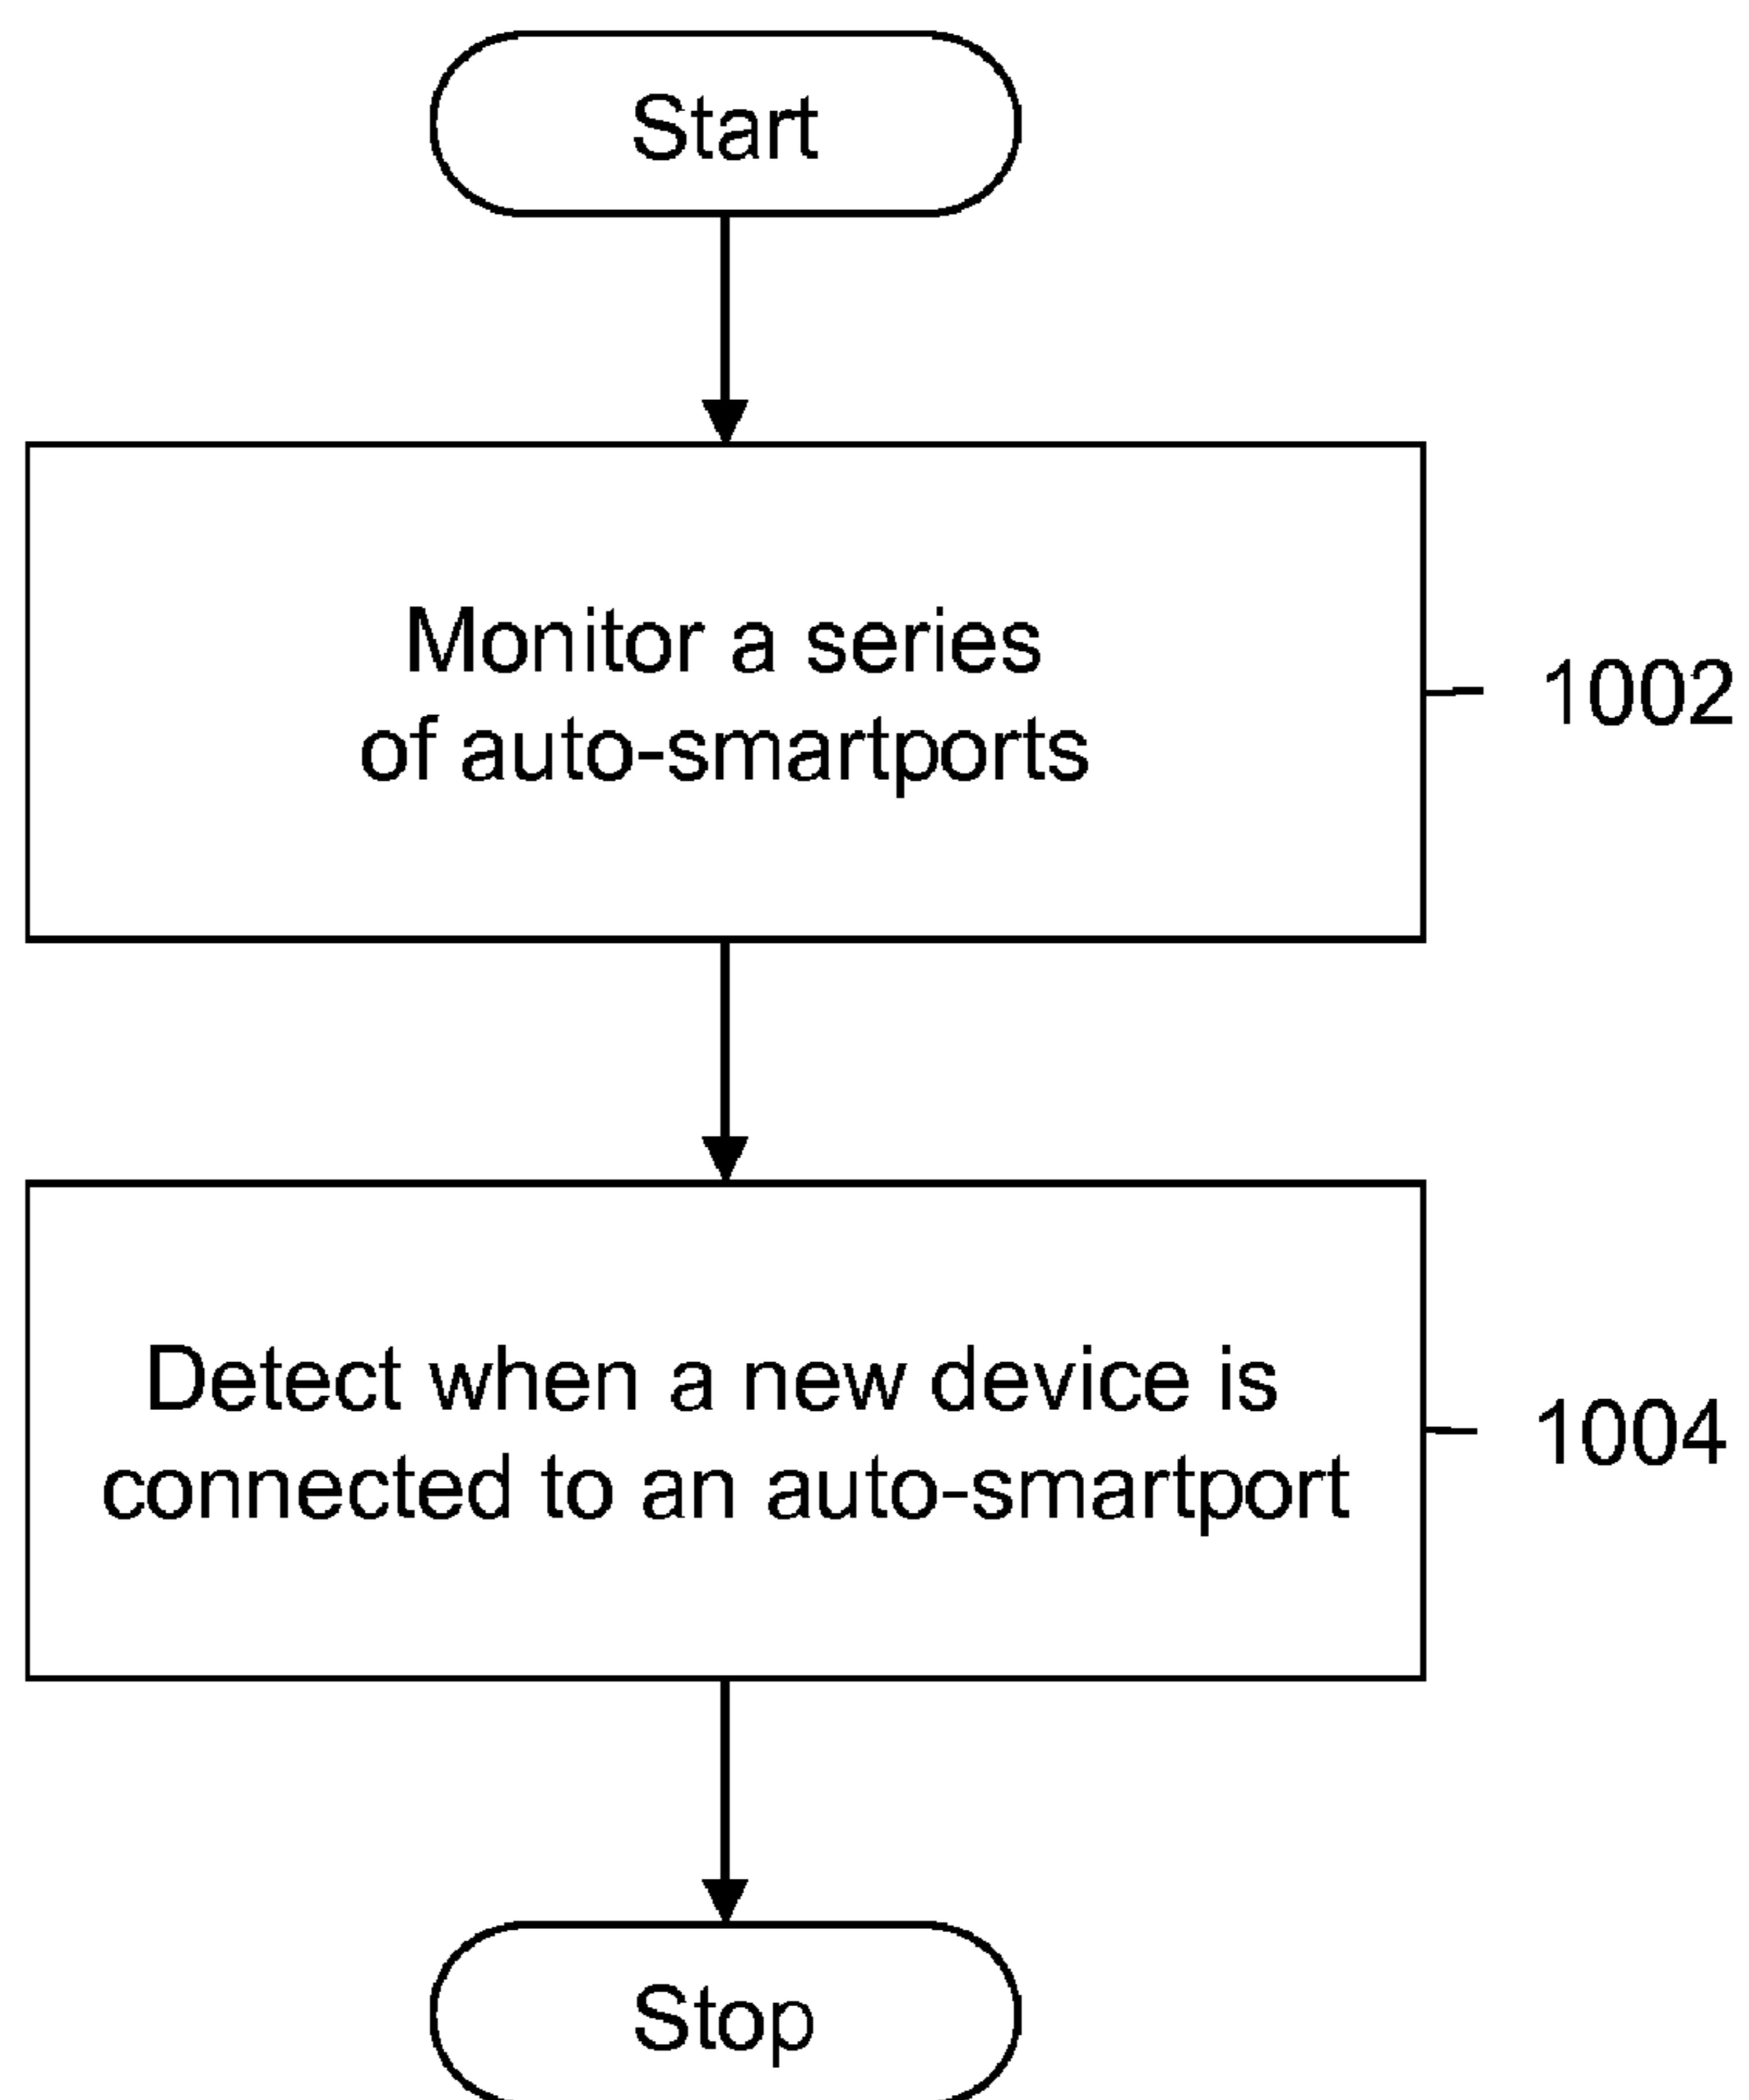 Start
Monitor a series
of auto-smartports
1002
Detect when a new device is
connected to an auto-smartport
1004
Stop